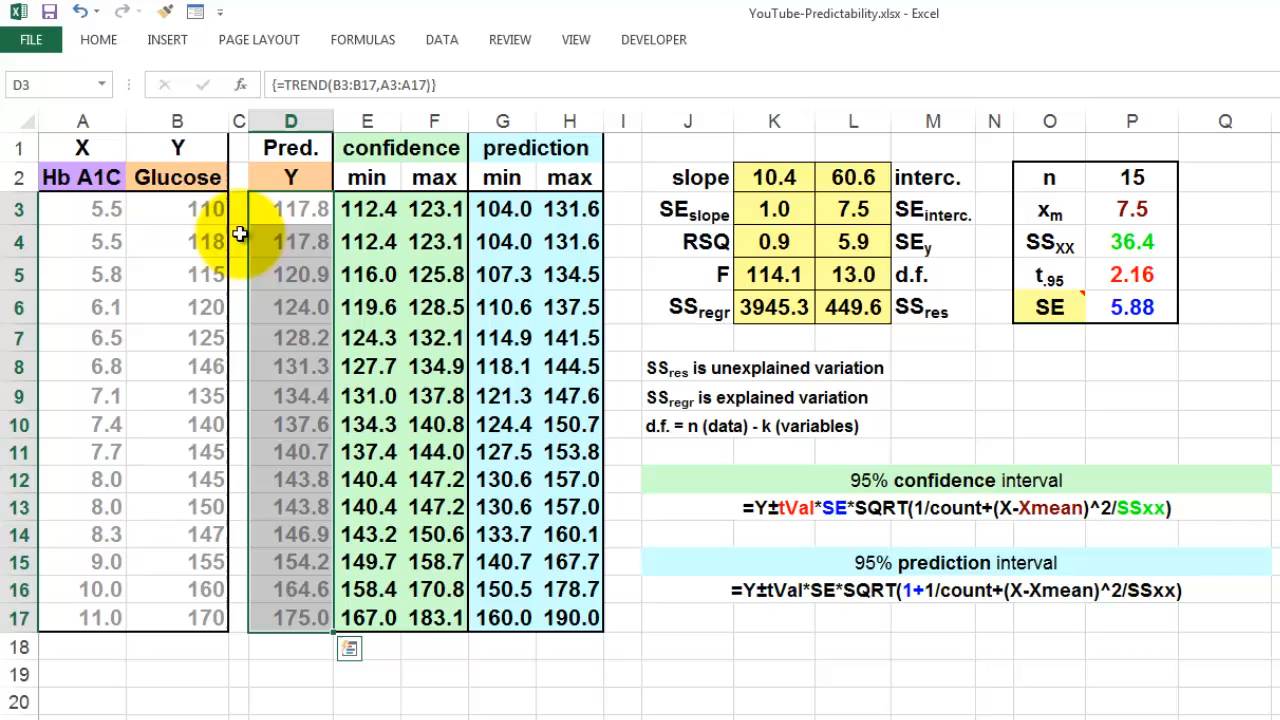 YouTube-Predictability.xlsx - Excel
FILE HOME INSERT PAGE LAYOUT FORMULAS DATA REVIEW VIEW DEVELOPER
D3 fx {=TREND(B3:B17,A3:A17)}
A B C D E F G H I J K L M N O P Q
1 X Y Pred. confidence prediction
2 Hb A1C Glucose Y min max min max slope 10.4 60.6 interc. n 15
3 5.5 110 117.8 112.4 123.1 104.0 131.6 SEslope 1.0 7.5 SEinterc. xm 7.5
4 5.5 118 117.8 112.4 123.1 104.0 131.6 RSQ 0.9 5.9 SEy SSXX 36.4
5 5.8 115 120.9 116.0 125.8 107.3 134.5 F 114.1 13.0 d.f. t.95 2.16
6 6.1 120 124.0 119.6 128.5 110.6 137.5 SSregr 3945.3 449.6 SSres SE 5.88
7 6.5 125 128.2 124.3 132.1 114.9 141.5
8 6.8 146 131.3 127.7 134.9 118.1 144.5 SSres is unexplained variation
9 7.1 135 134.4 131.0 137.8 121.3 147.6 SSregr is explained variation
10 7.4 140 137.6 134.3 140.8 124.4 150.7 d.f. = n (data) - k (variables)
11 7.7 145 140.7 137.4 144.0 127.5 153.8
12 8.0 145 143.8 140.4 147.2 130.6 157.0 95% confidence interval
13 8.0 150 143.8 140.4 147.2 130.6 157.0 =Y±tVal*SE*SQRT(1/count+(X-Xmean)^2/SSxx)
14 8.3 147 146.9 143.2 150.6 133.7 160.1
15 9.0 155 154.2 149.7 158.7 140.7 167.7 95% prediction interval
16 10.0 160 164.6 158.4 170.8 150.5 178.7 =Y±tVal*SE*SQRT(1+1/count+(X-Xmean)^2/SSxx)
17 11.0 170 175.0 167.0 183.1 160.0 190.0
18
19
20